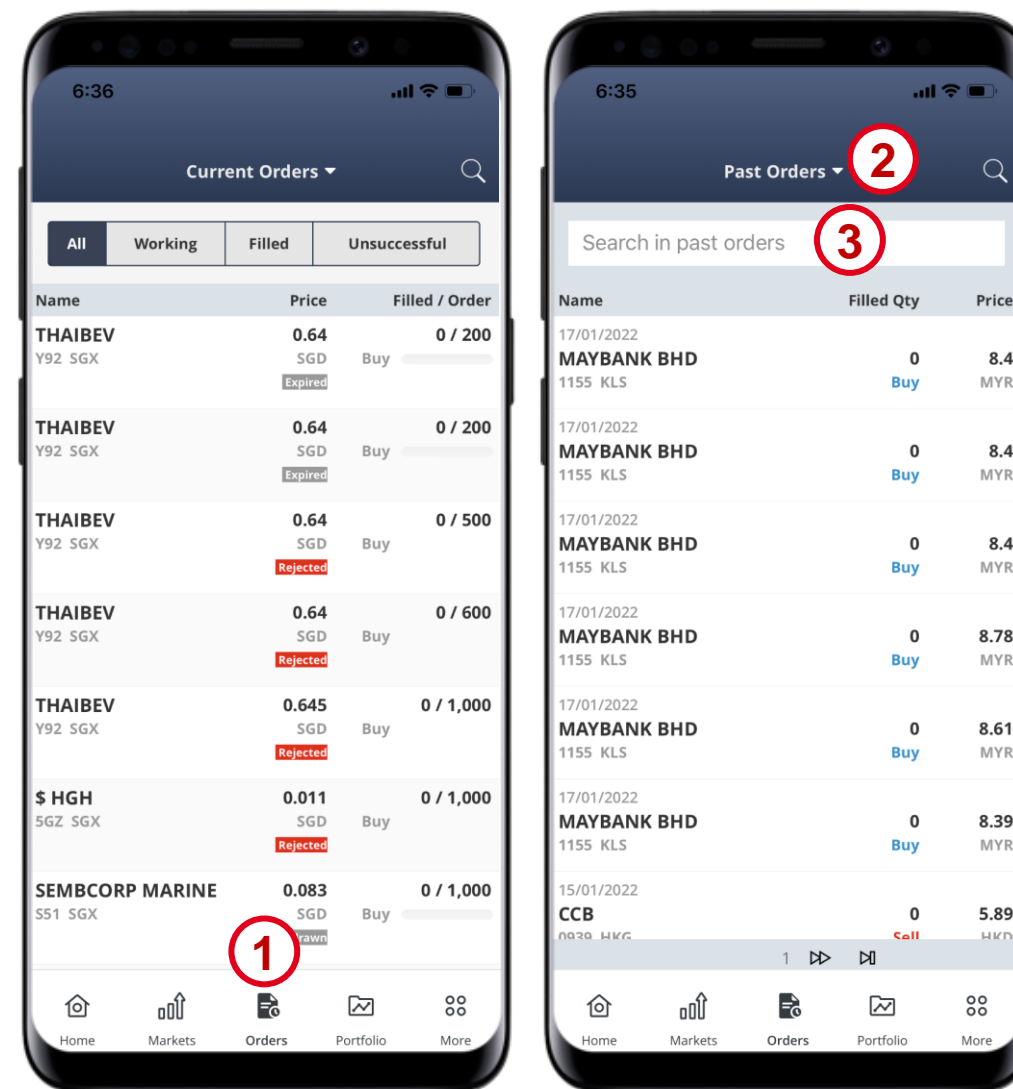 6:36
Current Orders
All Working Filled Unsuccessful
Name Price Filled / Order
THAIBEV 0.64 0 / 200
Y92 SGX SGD Buy
Expired
THAIBEV 0.64 0 / 200
Y92 SGX SGD Buy
Expired
THAIBEV 0.64 0 / 500
Y92 SGX SGD Buy
Rejected
THAIBEV 0.64 0 / 600
Y92 SGX SGD Buy
Rejected
THAIBEV 0.645 0 / 1,000
Y92 SGX SGD Buy
Rejected
$ HGH 0.011 0 / 1,000
5GZ SGX SGD Buy
Rejected
SEMBCORP MARINE 0.083 0 / 1,000
S51 SGX SGD Buy
1
Home Markets Orders Portfolio More
6:35
Past Orders
2
Search in past orders
3
Name Filled Qty Price
17/01/2022
MAYBANK BHD 0 8.4
1155 KLS Buy MYR
17/01/2022
MAYBANK BHD 0 8.4
1155 KLS Buy MYR
17/01/2022
MAYBANK BHD 0 8.4
1155 KLS Buy MYR
17/01/2022
MAYBANK BHD 0 8.78
1155 KLS Buy MYR
17/01/2022
MAYBANK BHD 0 8.61
1155 KLS Buy MYR
17/01/2022
MAYBANK BHD 0 8.39
1155 KLS Buy MYR
15/01/2022
CCB 0 5.89
0939 HKG Sell HKD
1
Home Markets Orders Portfolio More